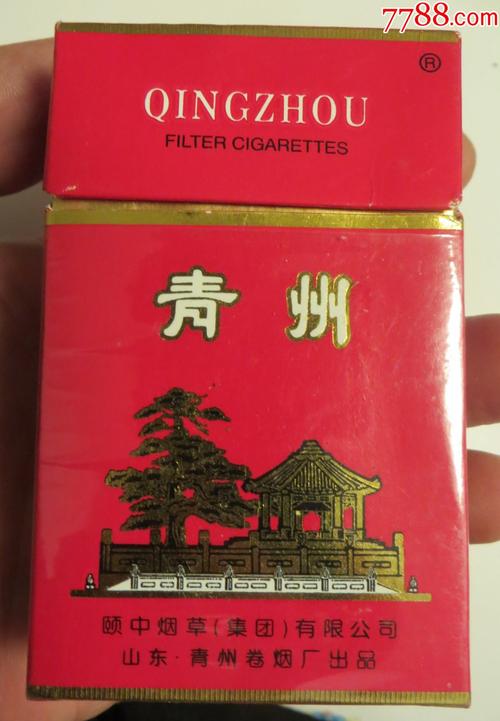 7788.com
®
QINGZHOU
FILTER CIGARETTES
青州
颐中烟草(集团)有限公司
山东·青州卷烟厂出品